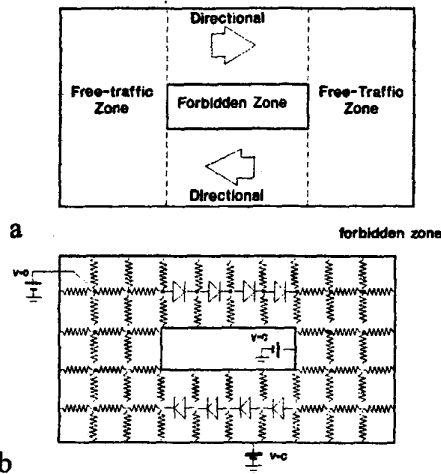 Directional
Free-traffic
Zone
Forbidden Zone
Free-Traffic
Zone
Directional
a
forbidden zone
V=0
V=C
b